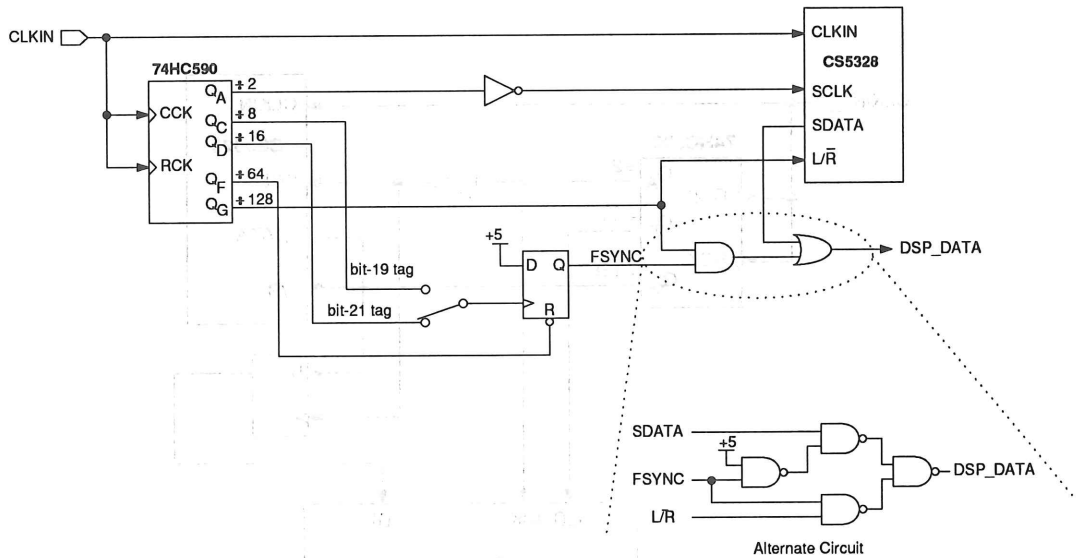 CLKIN
74HC590
CCK
RCK
QA ÷ 2
QC ÷ 8
QD ÷ 16
QF ÷ 64
QG ÷ 128
CLKIN
CS5328
SCLK
SDATA
L/R̅
+5
D Q
R
FSYNC
bit-19 tag
bit-21 tag
DSP_DATA
SDATA
+5
FSYNC
L/R̅
DSP_DATA
Alternate Circuit